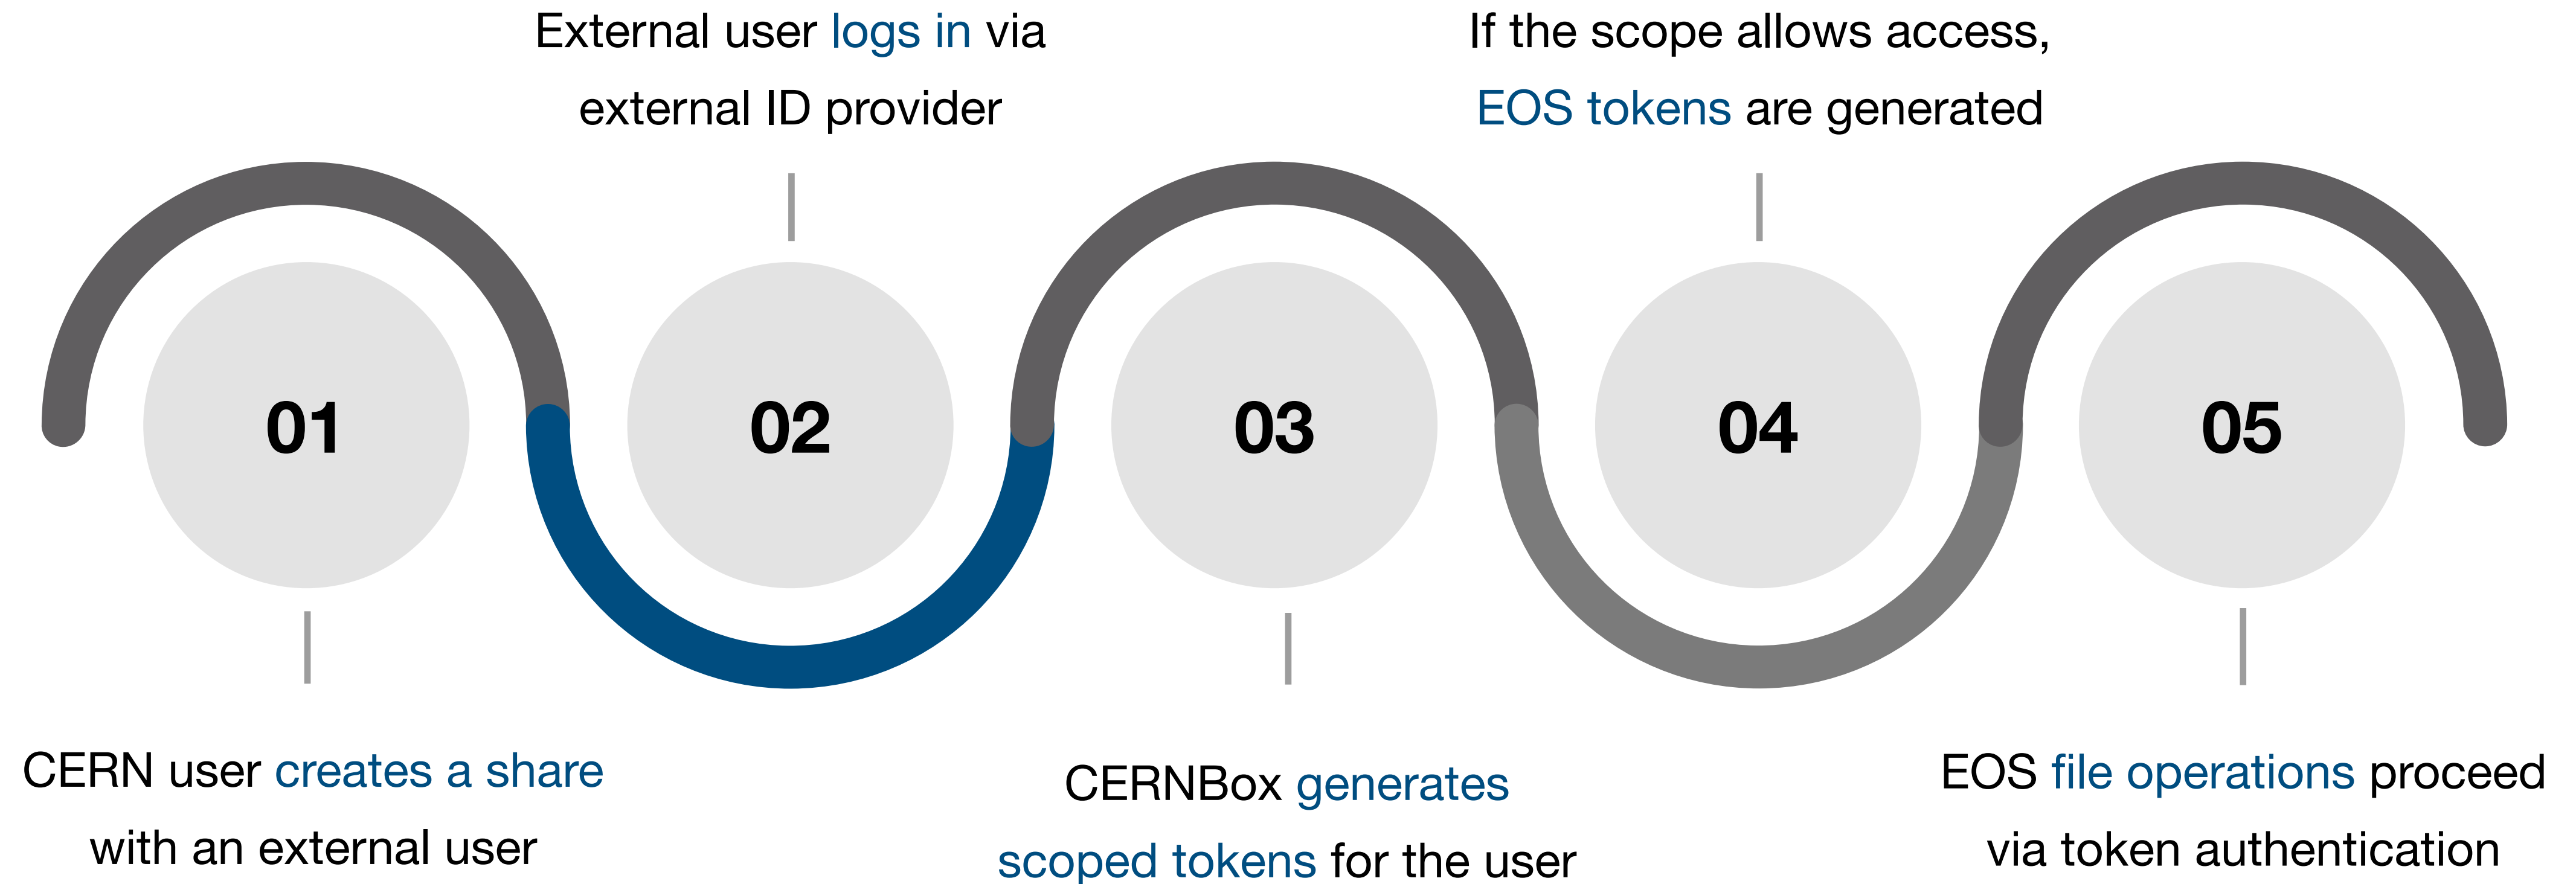 External user logs in via
external ID provider
If the scope allows access,
EOS tokens are generated
01
02
03
04
05
CERN user creates a share
with an external user
CERNBox generates
scoped tokens for the user
EOS file operations proceed
via token authentication